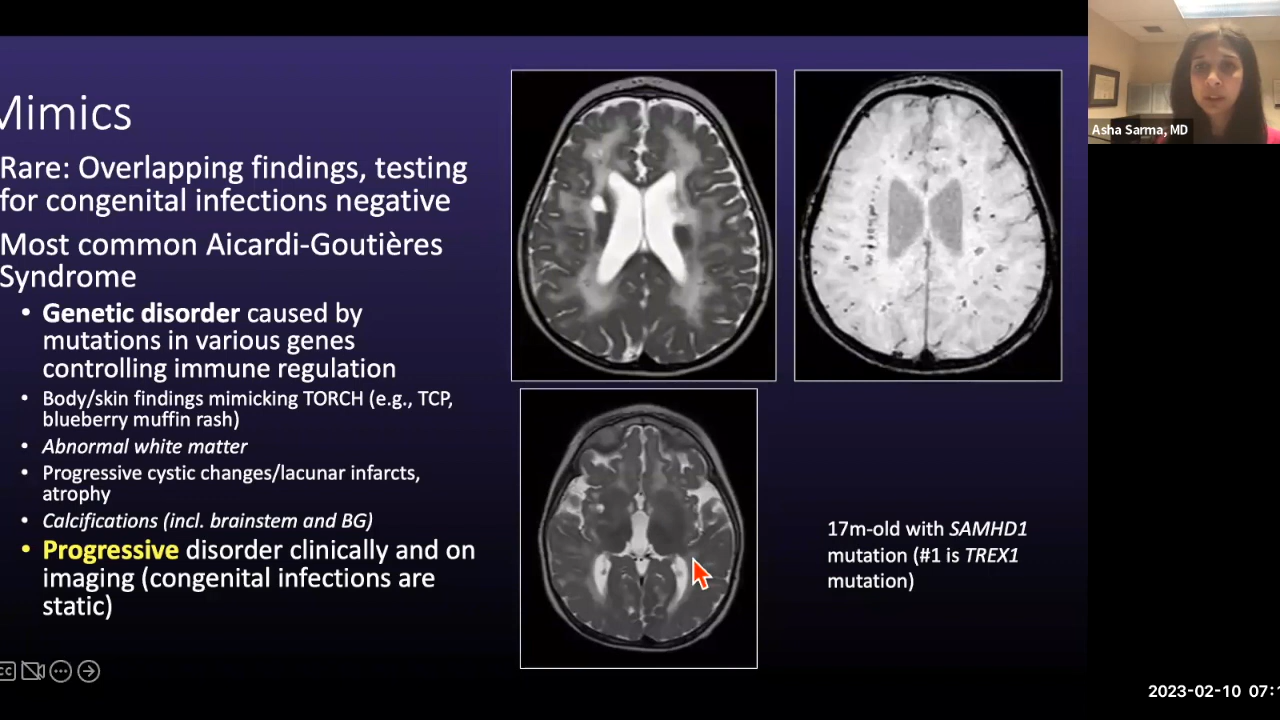 Mimics
Rare: Overlapping findings, testing
for congenital infections negative
Most common Aicardi-Goutières
Syndrome
• Genetic disorder caused by
mutations in various genes
controlling immune regulation
• Body/skin findings mimicking TORCH (e.g., TCP,
blueberry muffin rash)
• Abnormal white matter
• Progressive cystic changes/lacunar infarcts,
atrophy
• Calcifications (incl. brainstem and BG)
• Progressive disorder clinically and on
imaging (congenital infections are
static)
17m-old with SAMHD1
mutation (#1 is TREX1
mutation)
Asha Sarma, MD
CC
2023-02-10 07:1